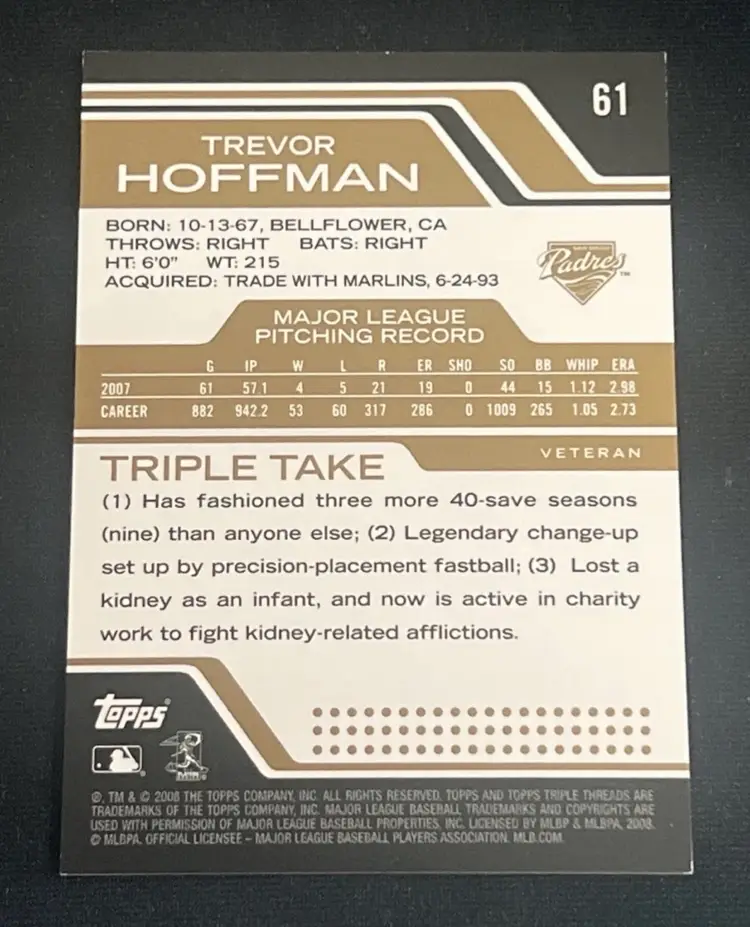 61
TREVOR
HOFFMAN
BORN: 10-13-67, BELLFLOWER, CA
THROWS: RIGHT BATS: RIGHT
HT: 6'0" WT: 215
ACQUIRED: TRADE WITH MARLINS, 6-24-93
Padres TM
MAJOR LEAGUE
PITCHING RECORD
G IP W L R ER SHO SO BB WHIP ERA
2007 61 57.1 4 5 21 19 0 44 15 1.12 2.98
CAREER 882 942.2 53 60 317 286 0 1009 265 1.05 2.73
VETERAN
TRIPLE TAKE
(1) Has fashioned three more 40-save seasons
(nine) than anyone else; (2) Legendary change-up
set up by precision-placement fastball; (3) Lost a
kidney as an infant, and now is active in charity
work to fight kidney-related afflictions.
Topps
®, TM & © 2008 THE TOPPS COMPANY, INC. ALL RIGHTS RESERVED. TOPPS AND TOPPS TRIPLE THREADS ARE
TRADEMARKS OF THE TOPPS COMPANY, INC. MAJOR LEAGUE BASEBALL TRADEMARKS AND COPYRIGHTS ARE
USED WITH PERMISSION OF MAJOR LEAGUE BASEBALL PROPERTIES, INC. LICENSED BY MLBP & MLBPA, 2008.
© MLBPA. OFFICIAL LICENSEE – MAJOR LEAGUE BASEBALL PLAYERS ASSOCIATION. MLB.COM.